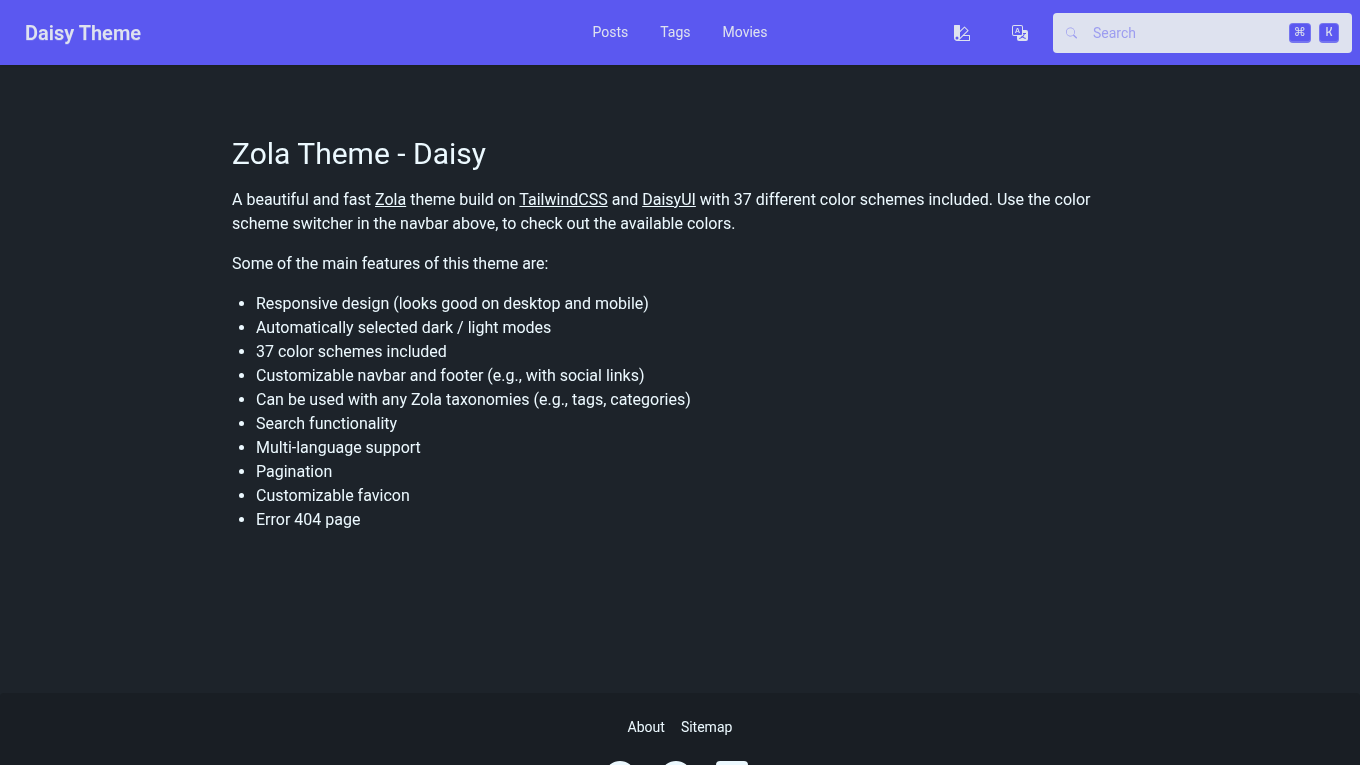 Daisy Theme
Posts Tags Movies
Search ⌘ K
Zola Theme - Daisy
A beautiful and fast Zola theme build on TailwindCSS and DaisyUI with 37 different color schemes included. Use the color
scheme switcher in the navbar above, to check out the available colors.
Some of the main features of this theme are:
• Responsive design (looks good on desktop and mobile)
• Automatically selected dark / light modes
• 37 color schemes included
• Customizable navbar and footer (e.g., with social links)
• Can be used with any Zola taxonomies (e.g., tags, categories)
• Search functionality
• Multi-language support
• Pagination
• Customizable favicon
• Error 404 page
About Sitemap